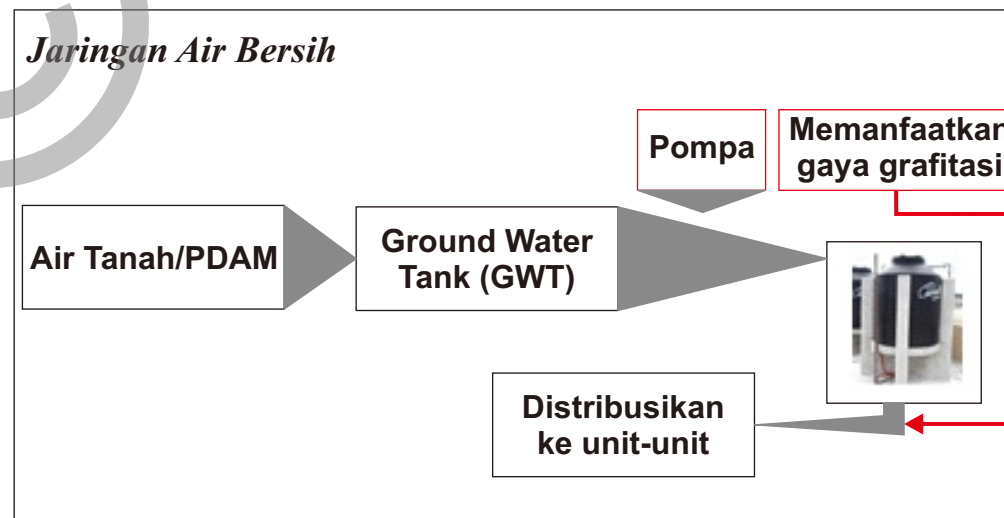 Jaringan Air Bersih
Pompa
Memanfaatkan
gaya grafitasi
Air Tanah/PDAM
Ground Water
Tank (GWT)
Distribusikan
ke unit-unit